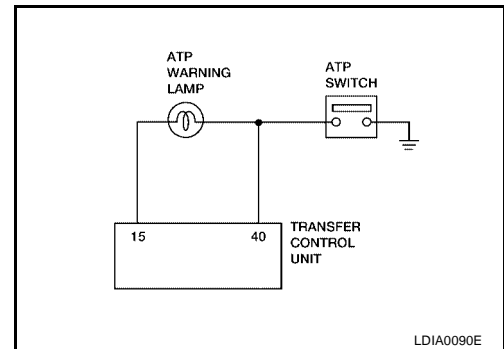 ATP
WARNING
LAMP
ATP
SWITCH
15
40
TRANSFER
CONTROL
UNIT
LDIA0090E